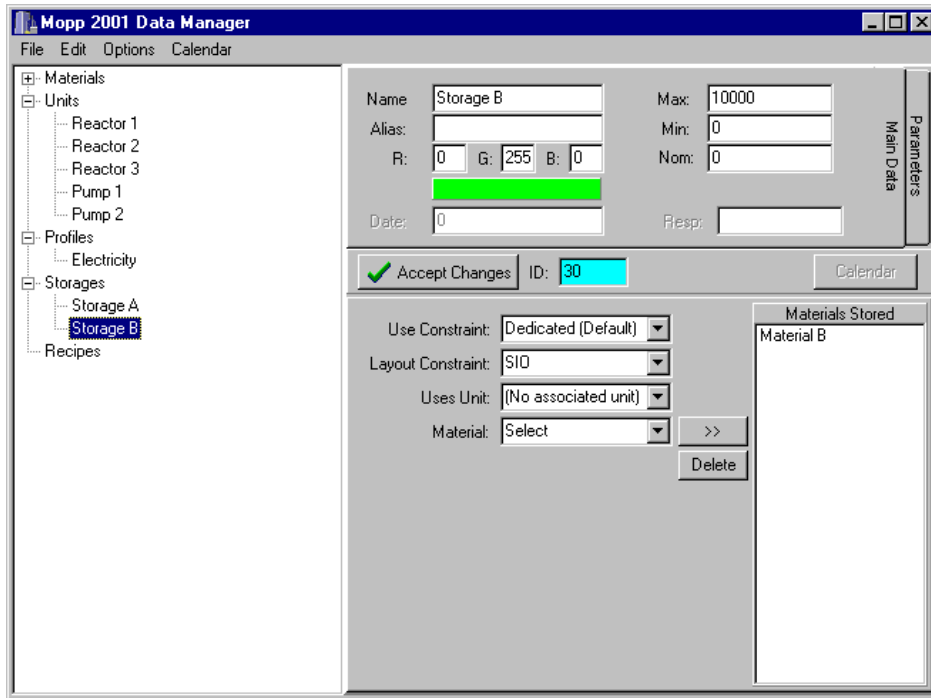 Mopp 2001 Data Manager
File Edit Options Calendar
Materials
Units
Reactor 1
Reactor 2
Reactor 3
Pump 1
Pump 2
Profiles
Electricity
Storages
Storage A
Storage B
Recipes
Name Storage B Max: 10000
Alias: Min: 0
R: 0 G: 255 B: 0 Nom: 0
Date: 0 Resp:
Main Data
Parameters
Accept Changes ID: 30 Calendar
Use Constraint: Dedicated (Default)
Layout Constraint: SIO
Uses Unit: (No associated unit)
Material: Select >>
Delete
Materials Stored
Material B